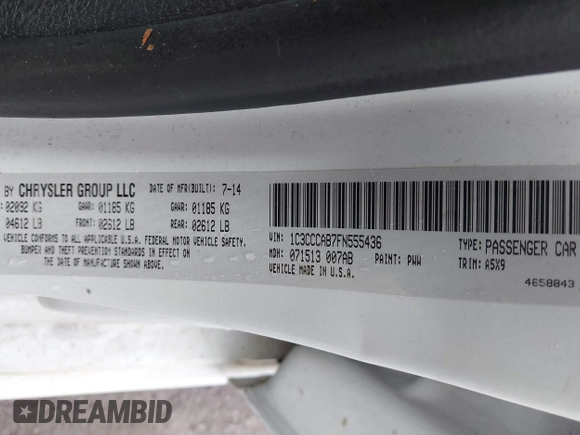 BY CHRYSLER GROUP LLC DATE OF MFR(BUILT): 7-14
: 02092 KG GAWR: 01185 KG GAWR: 01185 KG
04612 LB FRONT: 02612 LB REAR: 02612 LB
VEHICLE CONFORMS TO ALL APPLICABLE U.S.A. FEDERAL MOTOR VEHICLE SAFETY,
BUMPER AND THEFT PREVENTION STANDARDS IN EFFECT ON
THE DATE OF MANUFACTURE SHOWN ABOVE.
VIN: 1C3CCCAB7FN555436 TYPE: PASSENGER CAR
MDH: 071513 007AB PAINT: PWW TRIM: A5X9
VEHICLE MADE IN U.S.A.
4658843
DREAMBID